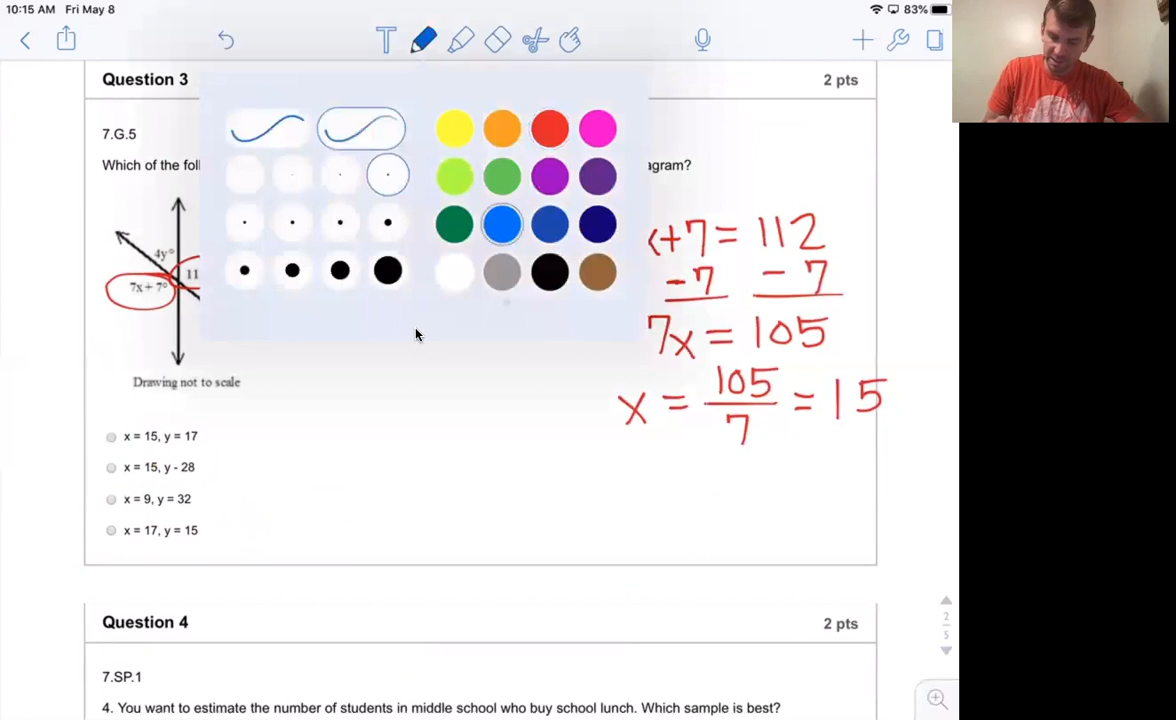 10:15 AM Fri May 8
83%
T
Question 3
2 pts
7.G.5
Which of the fol
agram?
4y°
7x + 7°
11
Drawing not to scale
x+7 = 112
-7 -7
7x = 105
x = 105/7 = 15
x = 15, y = 17
x = 15, y - 28
x = 9, y = 32
x = 17, y = 15
2
5
Question 4
2 pts
7.SP.1
4. You want to estimate the number of students in middle school who buy school lunch. Which sample is best?